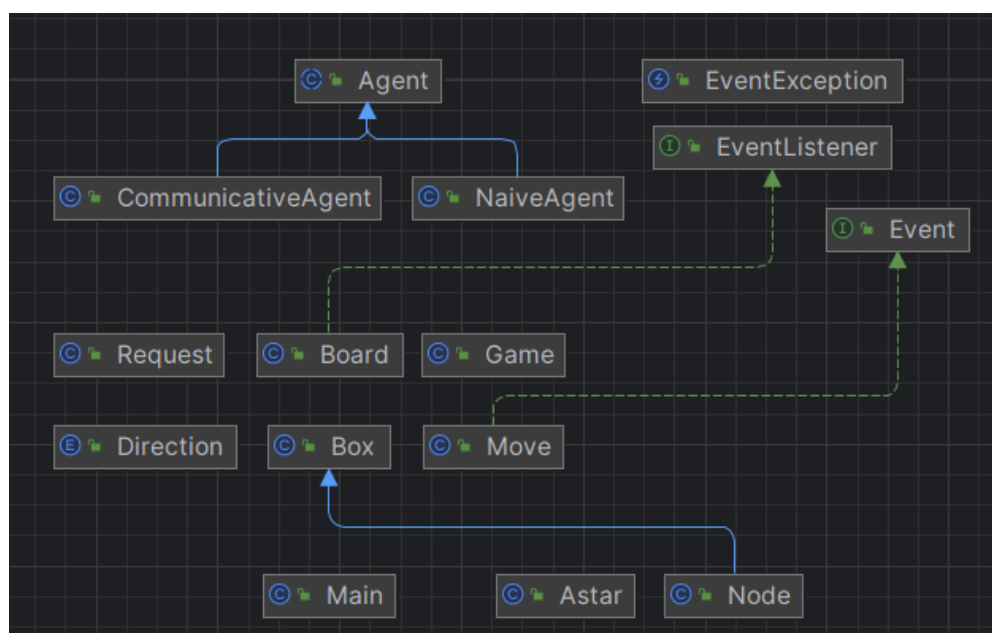 Agent
EventException
EventListener
CommunicativeAgent
NaiveAgent
Event
Request
Board
Game
Direction
Box
Move
Main
Astar
Node